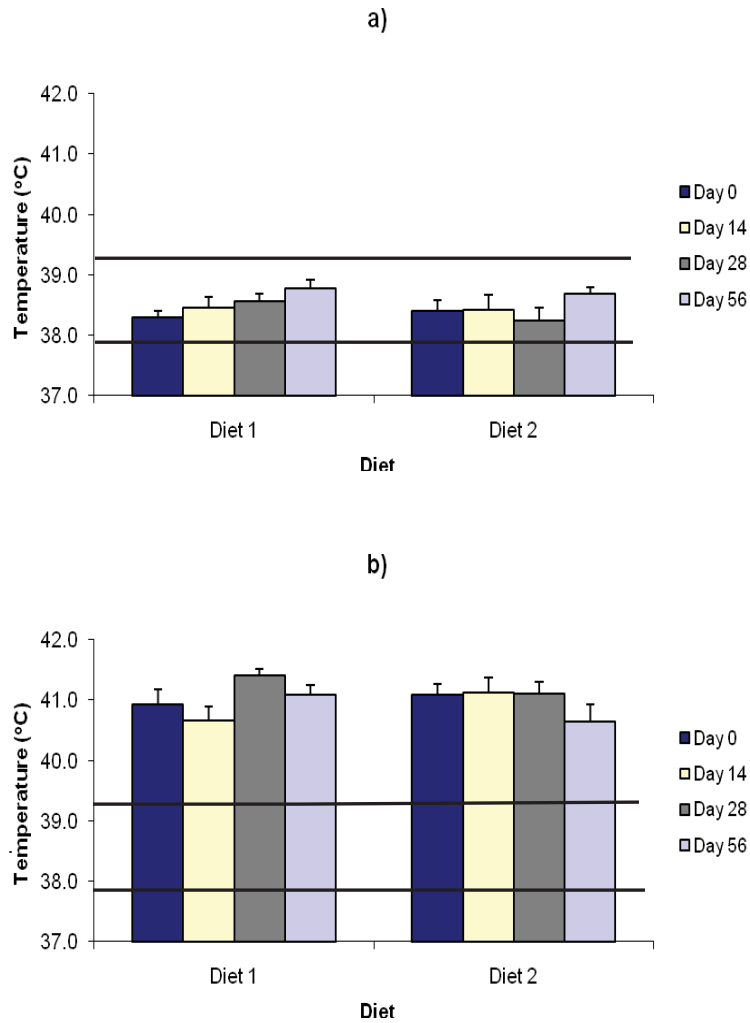 a)
42.0
41.0
40.0
39.0
38.0
37.0
Temperature (°C)
Diet 1
Diet 2
Diet
Day 0
Day 14
Day 28
Day 56
b)
42.0
41.0
40.0
39.0
38.0
37.0
Temperature (°C)
Diet 1
Diet 2
Diet
Day 0
Day 14
Day 28
Day 56